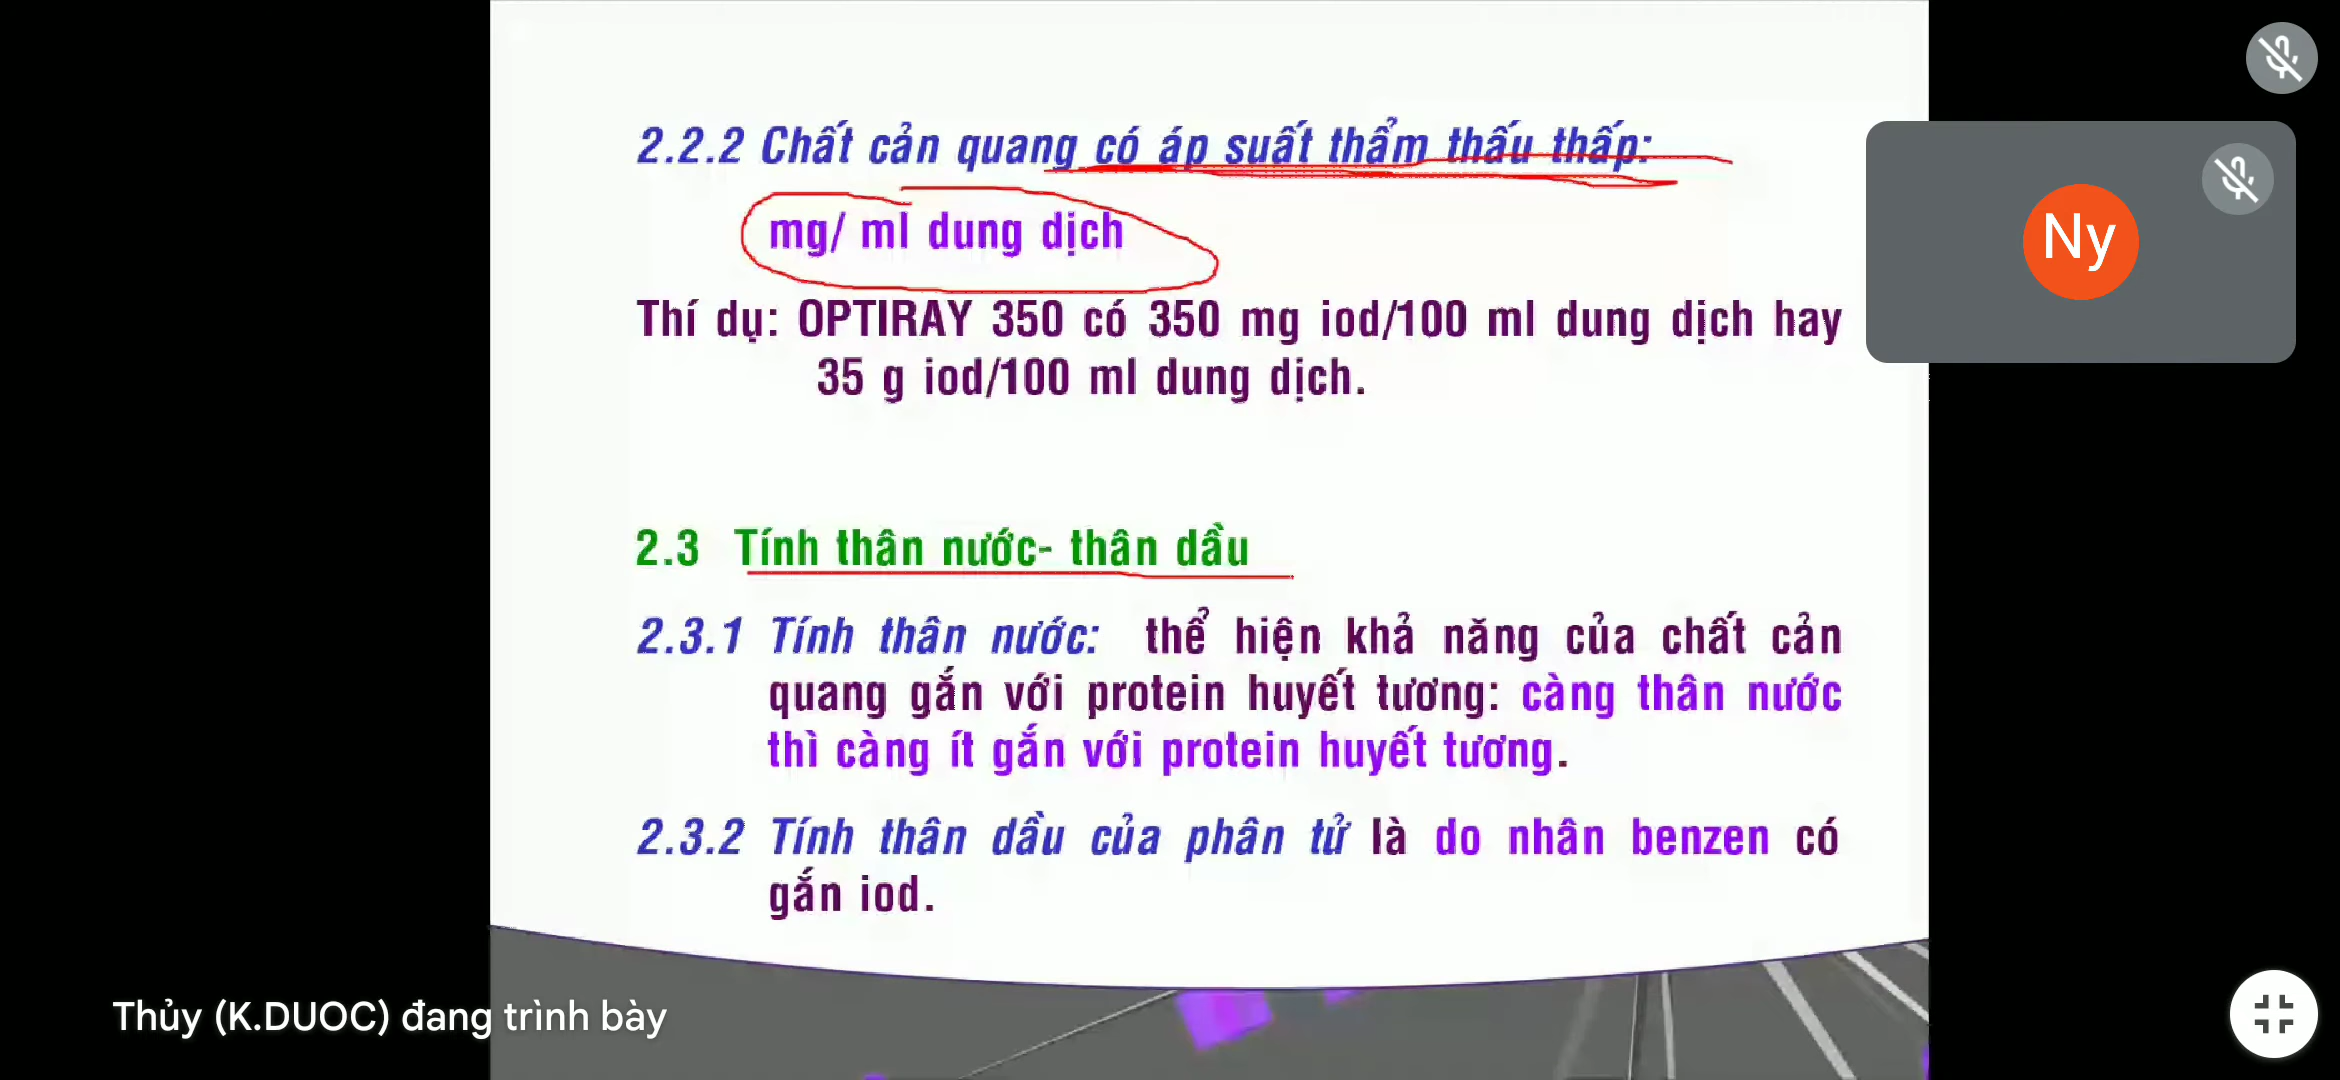 2.2.2 Chất cản quang có áp suất thẩm thấu thấp:
mg/ ml dung dịch
Thí dụ: OPTIRAY 350 có 350 mg iod/100 ml dung dịch hay
35 g iod/100 ml dung dịch.
Ny
2.3 Tính thân nước- thân dầu
2.3.1 Tính thân nước: thể hiện khả năng của chất cản
quang gắn với protein huyết tương: càng thân nước
thì càng ít gắn với protein huyết tương.
2.3.2 Tính thân dầu của phân tử là do nhân benzen có
gắn iod.
Thủy (K.DUOC) đang trình bày